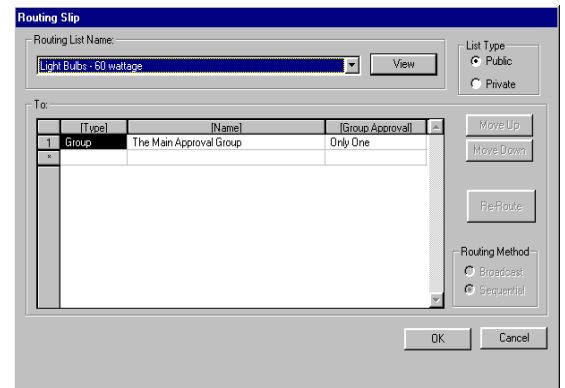 Routing Slip
Routing List Name:
Light Bulbs - 60 wattage
View
List Type
Public
Private
To:
[Type] [Name] [Group Approval]
1 Group The Main Approval Group Only One
*
Move Up
Move Down
Re-Route
Routing Method
Broadcast
Sequential
OK Cancel